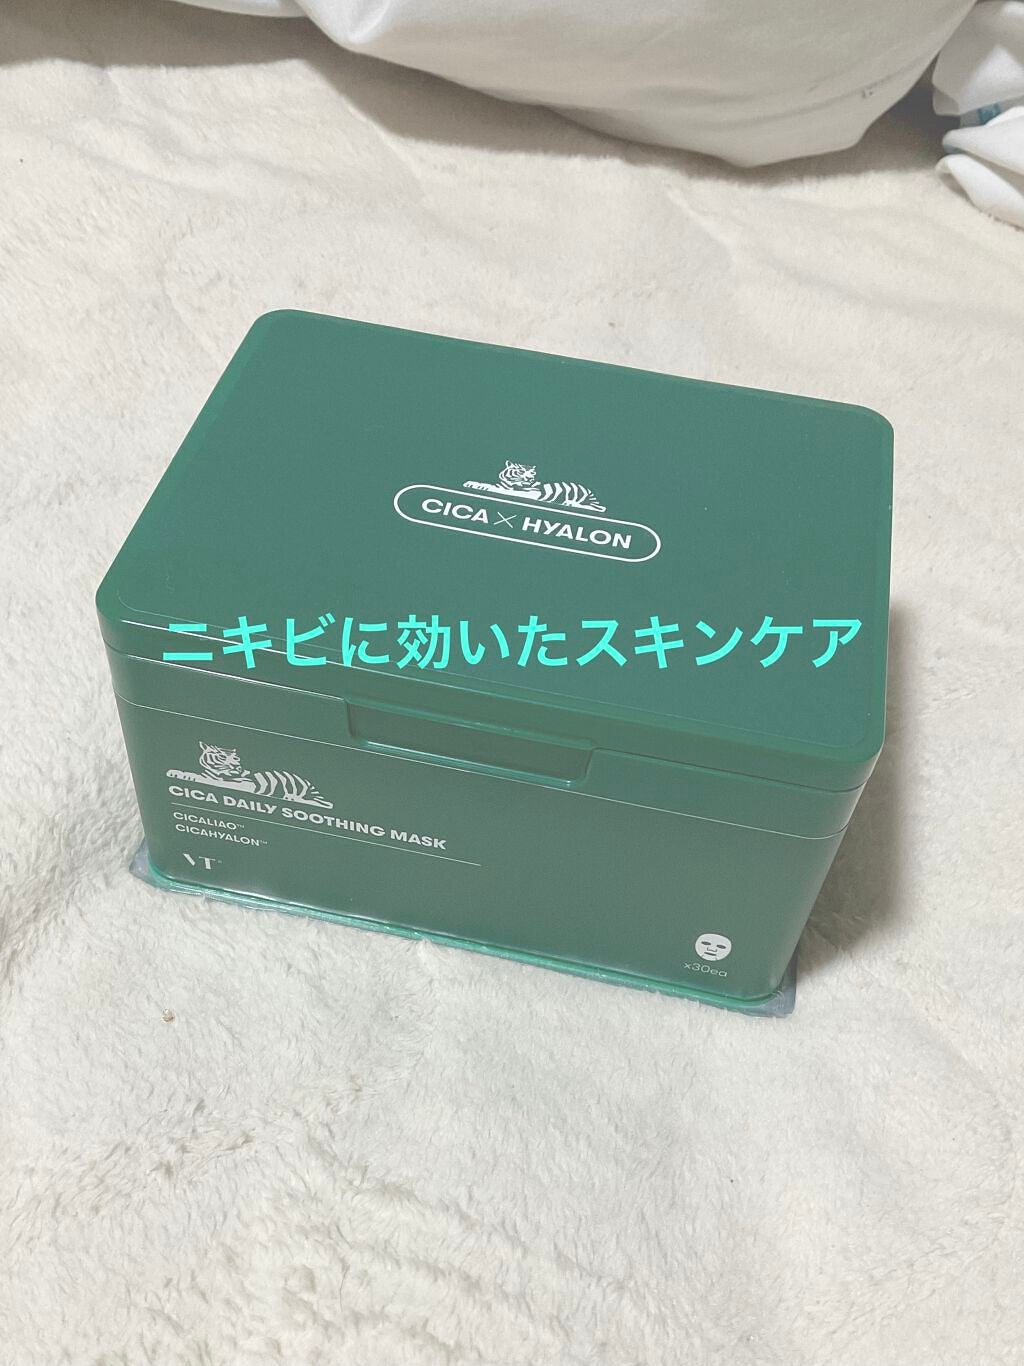 CICA×HYALON
ニキビに効いたスキンケア
CICA DAILY SOOTHING MASK
CICALIAO™
CICAHYALON™
VT
x30ea